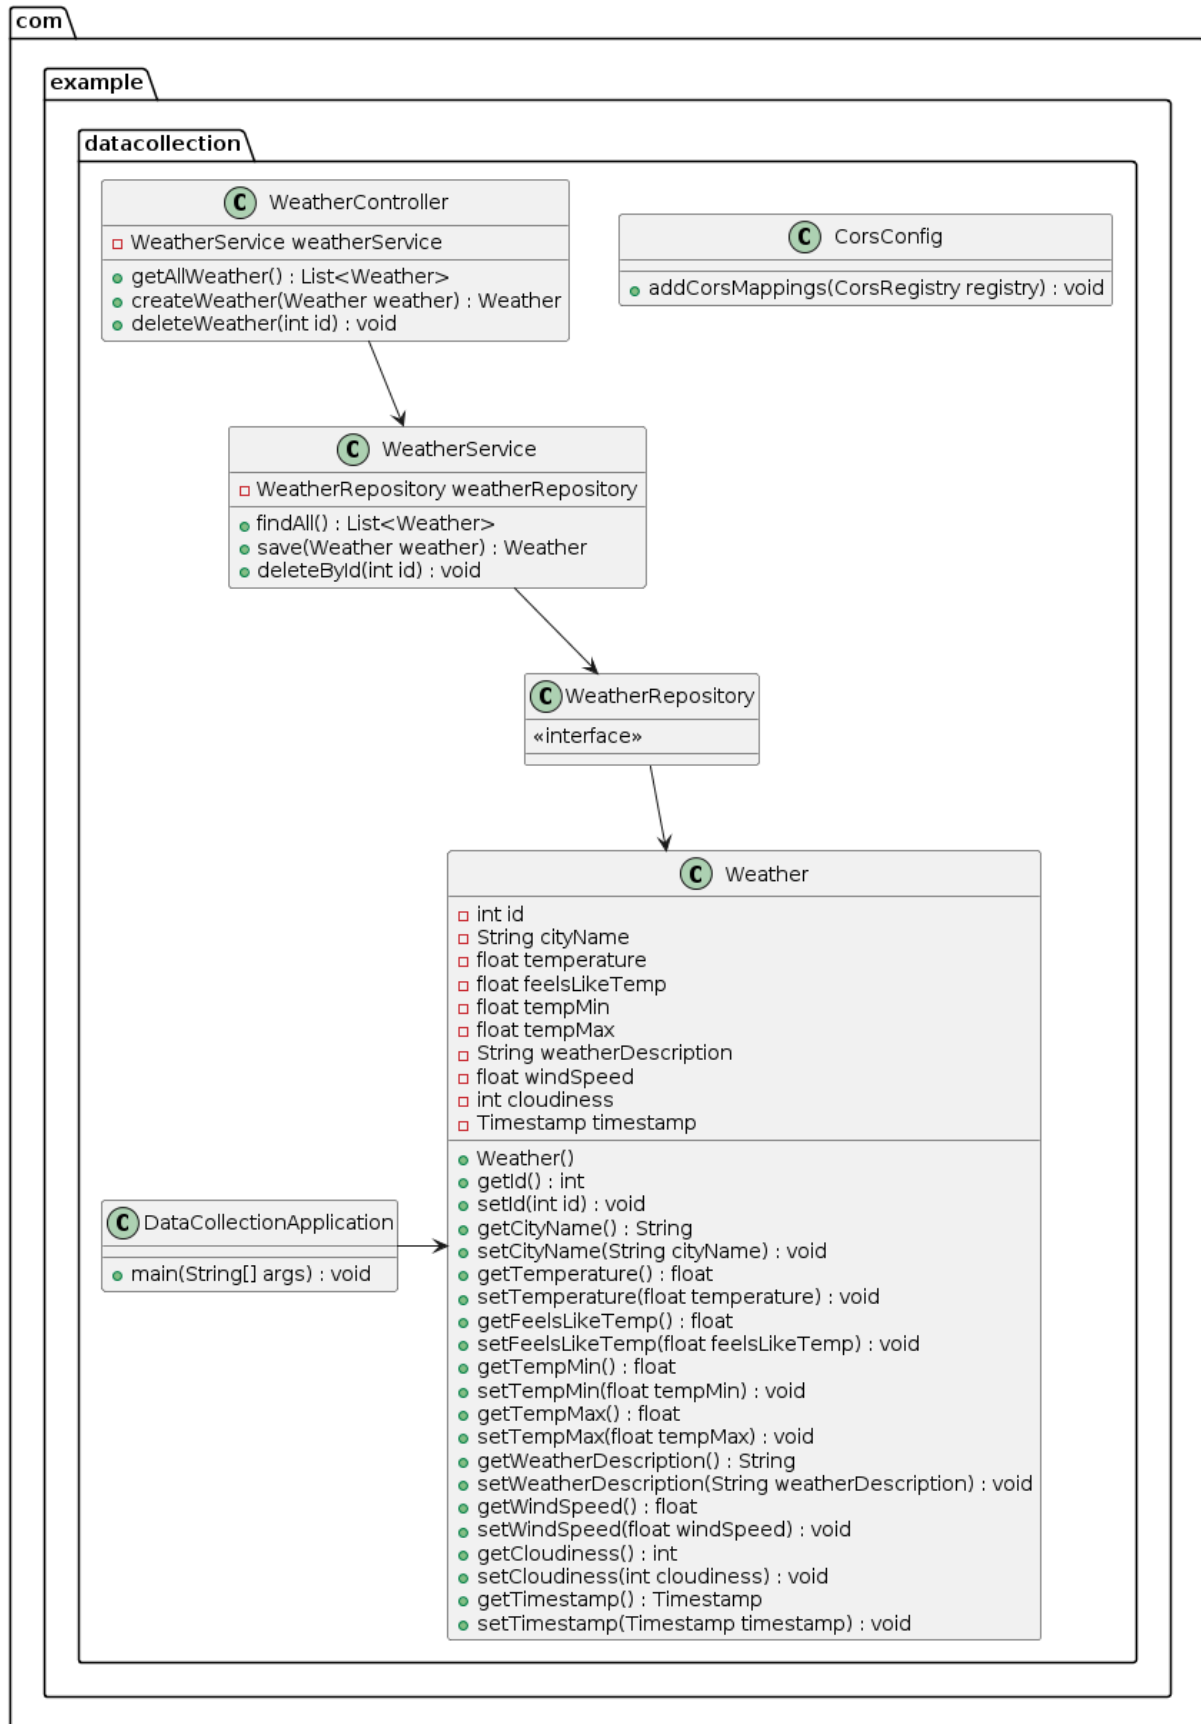 com
example
datacollection
C WeatherController
WeatherService weatherService
getAllWeather() : List<Weather>
createWeather(Weather weather) : Weather
deleteWeather(int id) : void
C CorsConfig
addCorsMappings(CorsRegistry registry) : void
C WeatherService
WeatherRepository weatherRepository
findAll() : List<Weather>
save(Weather weather) : Weather
deleteById(int id) : void
C WeatherRepository
«interface»
C Weather
int id
String cityName
float temperature
float feelsLikeTemp
float tempMin
float tempMax
String weatherDescription
float windSpeed
int cloudiness
Timestamp timestamp
Weather()
getId() : int
setId(int id) : void
getCityName() : String
setCityName(String cityName) : void
getTemperature() : float
setTemperature(float temperature) : void
getFeelsLikeTemp() : float
setFeelsLikeTemp(float feelsLikeTemp) : void
getTempMin() : float
setTempMin(float tempMin) : void
getTempMax() : float
setTempMax(float tempMax) : void
getWeatherDescription() : String
setWeatherDescription(String weatherDescription) : void
getWindSpeed() : float
setWindSpeed(float windSpeed) : void
getCloudiness() : int
setCloudiness(int cloudiness) : void
getTimestamp() : Timestamp
setTimestamp(Timestamp timestamp) : void
C DataCollectionApplication
main(String[] args) : void